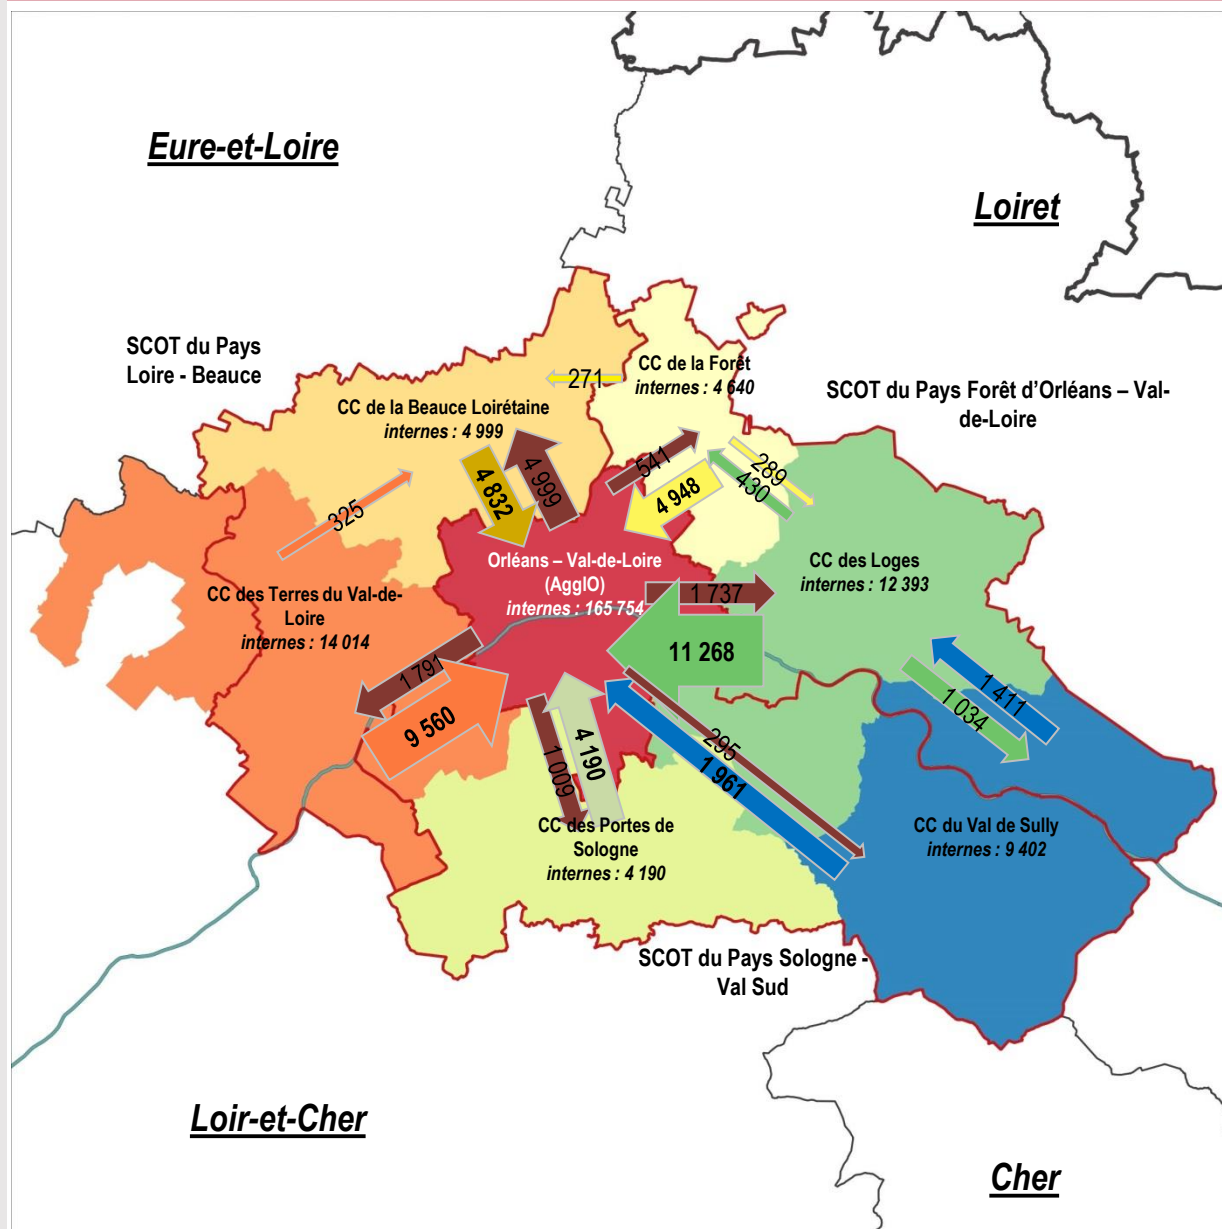 Eure-et-Loire
Loiret
SCOT du Pays
Loire - Beauce
CC de la Forêt
internes : 4 640
271
SCOT du Pays Forêt d'Orléans – Val-
de-Loire
CC de la Beauce Loirétaine
internes : 4 999
4 832
4 999
541
4 948
289
430
325
Orléans – Val-de-Loire
(AgglO)
internes : 165 754
CC des Loges
internes : 12 393
CC des Terres du Val-de-
Loire
internes : 14 014
1 737
11 268
1 791
9 560
1 009
4 190
295
1 961
1 411
1 034
CC des Portes de
Sologne
internes : 4 190
CC du Val de Sully
internes : 9 402
SCOT du Pays Sologne -
Val Sud
Loir-et-Cher
Cher